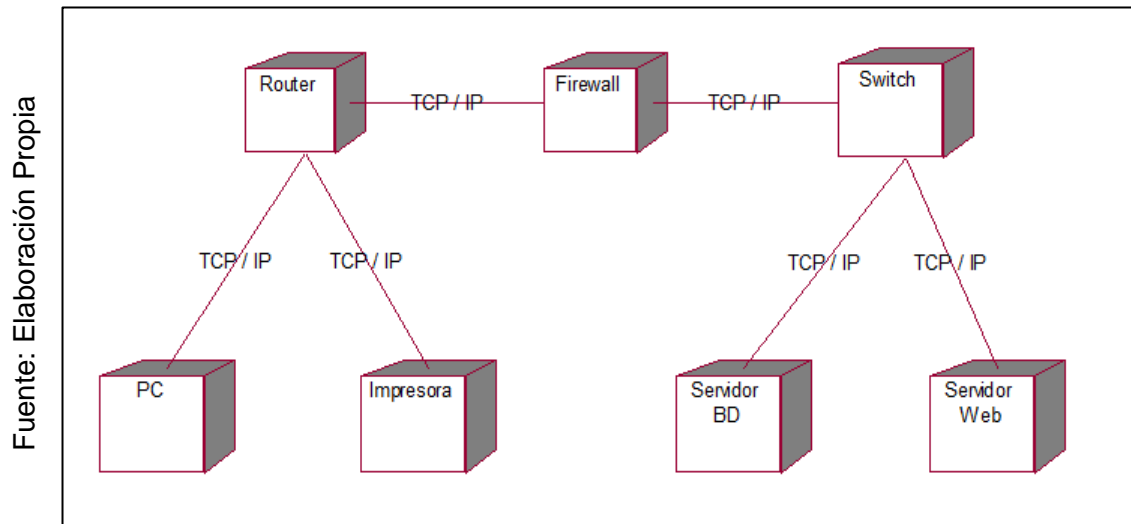 Fuente: Elaboración Propia
Router
TCP / IP
Firewall
TCP / IP
Switch
TCP / IP
TCP / IP
TCP / IP
TCP / IP
PC
Impresora
Servidor
BD
Servidor
Web